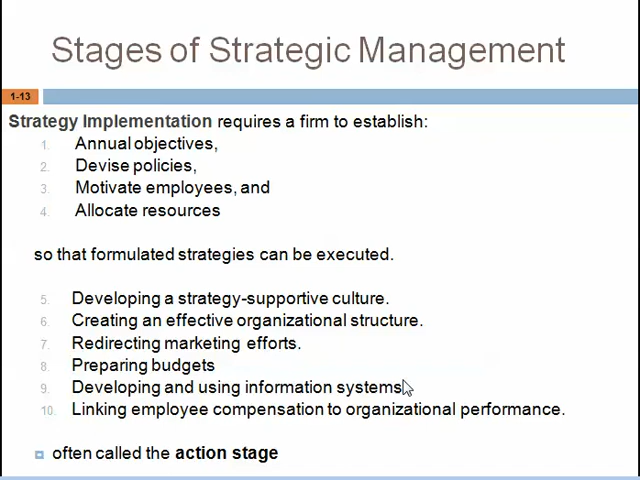 Stages of Strategic Management
1-13
Strategy Implementation requires a firm to establish:
1. Annual objectives,
2. Devise policies,
3. Motivate employees, and
4. Allocate resources
so that formulated strategies can be executed.
5. Developing a strategy-supportive culture.
6. Creating an effective organizational structure.
7. Redirecting marketing efforts.
8. Preparing budgets
9. Developing and using information systems
10. Linking employee compensation to organizational performance.
often called the action stage